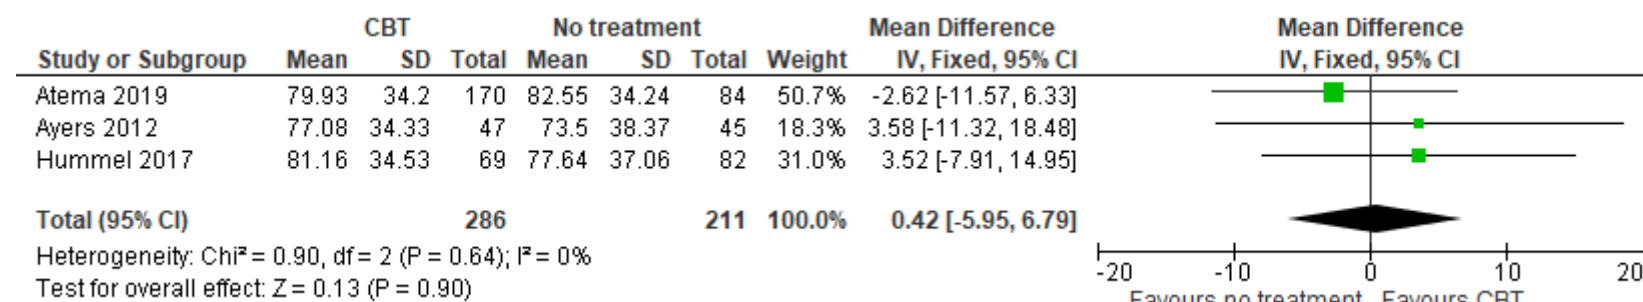 CBT No treatment Mean Difference Mean Difference
Study or Subgroup Mean SD Total Mean SD Total Weight IV, Fixed, 95% CI IV, Fixed, 95% CI
Atema 2019 79.93 34.2 170 82.55 34.24 84 50.7% -2.62 [-11.57, 6.33]
Ayers 2012 77.08 34.33 47 73.5 38.37 45 18.3% 3.58 [-11.32, 18.48]
Hummel 2017 81.16 34.53 69 77.64 37.06 82 31.0% 3.52 [-7.91, 14.95]
Total (95% CI) 286 211 100.0% 0.42 [-5.95, 6.79]
Heterogeneity: Chi² = 0.90, df = 2 (P = 0.64); I² = 0%
Test for overall effect: Z = 0.13 (P = 0.90)
-20 -10 0 10 20
Favours no treatment Favours CBT